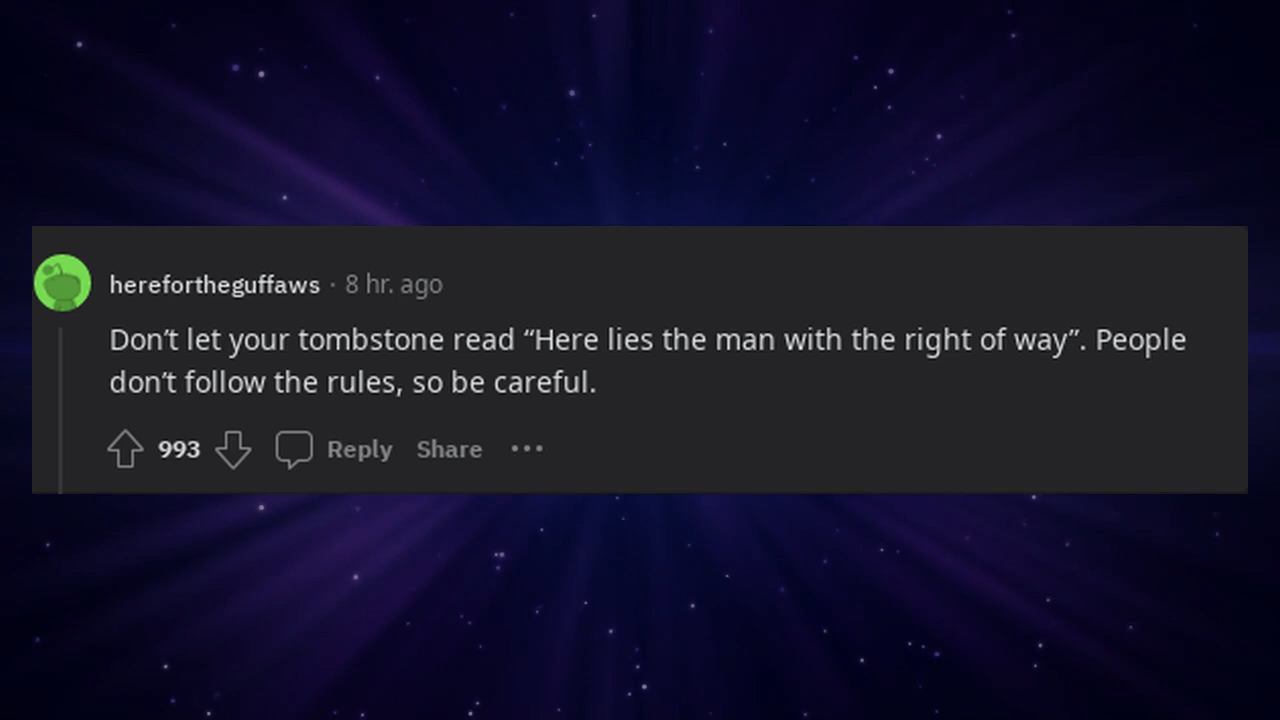 herefortheguffaws · 8 hr. ago
Don’t let your tombstone read “Here lies the man with the right of way”. People
don’t follow the rules, so be careful.
993 Reply Share ···